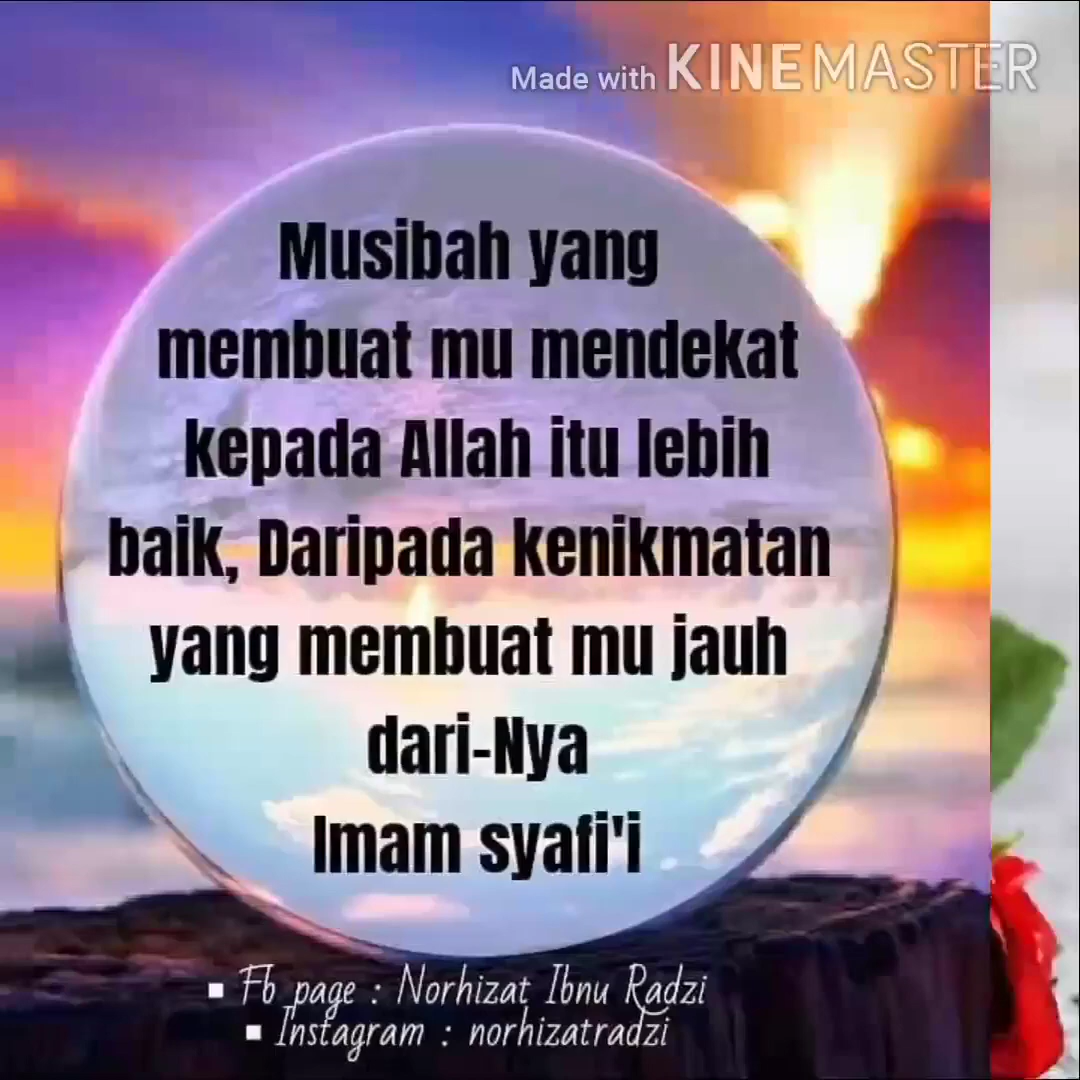 Made with KINEMASTER
Musibah yang
membuat mu mendekat
kepada Allah itu lebih
baik, Daripada kenikmatan
yang membuat mu jauh
dari-Nya
Imam syafi'i
▪ Fb page : Norhizat Ibnu Radzi
▪ Instagram : norhizatradzi